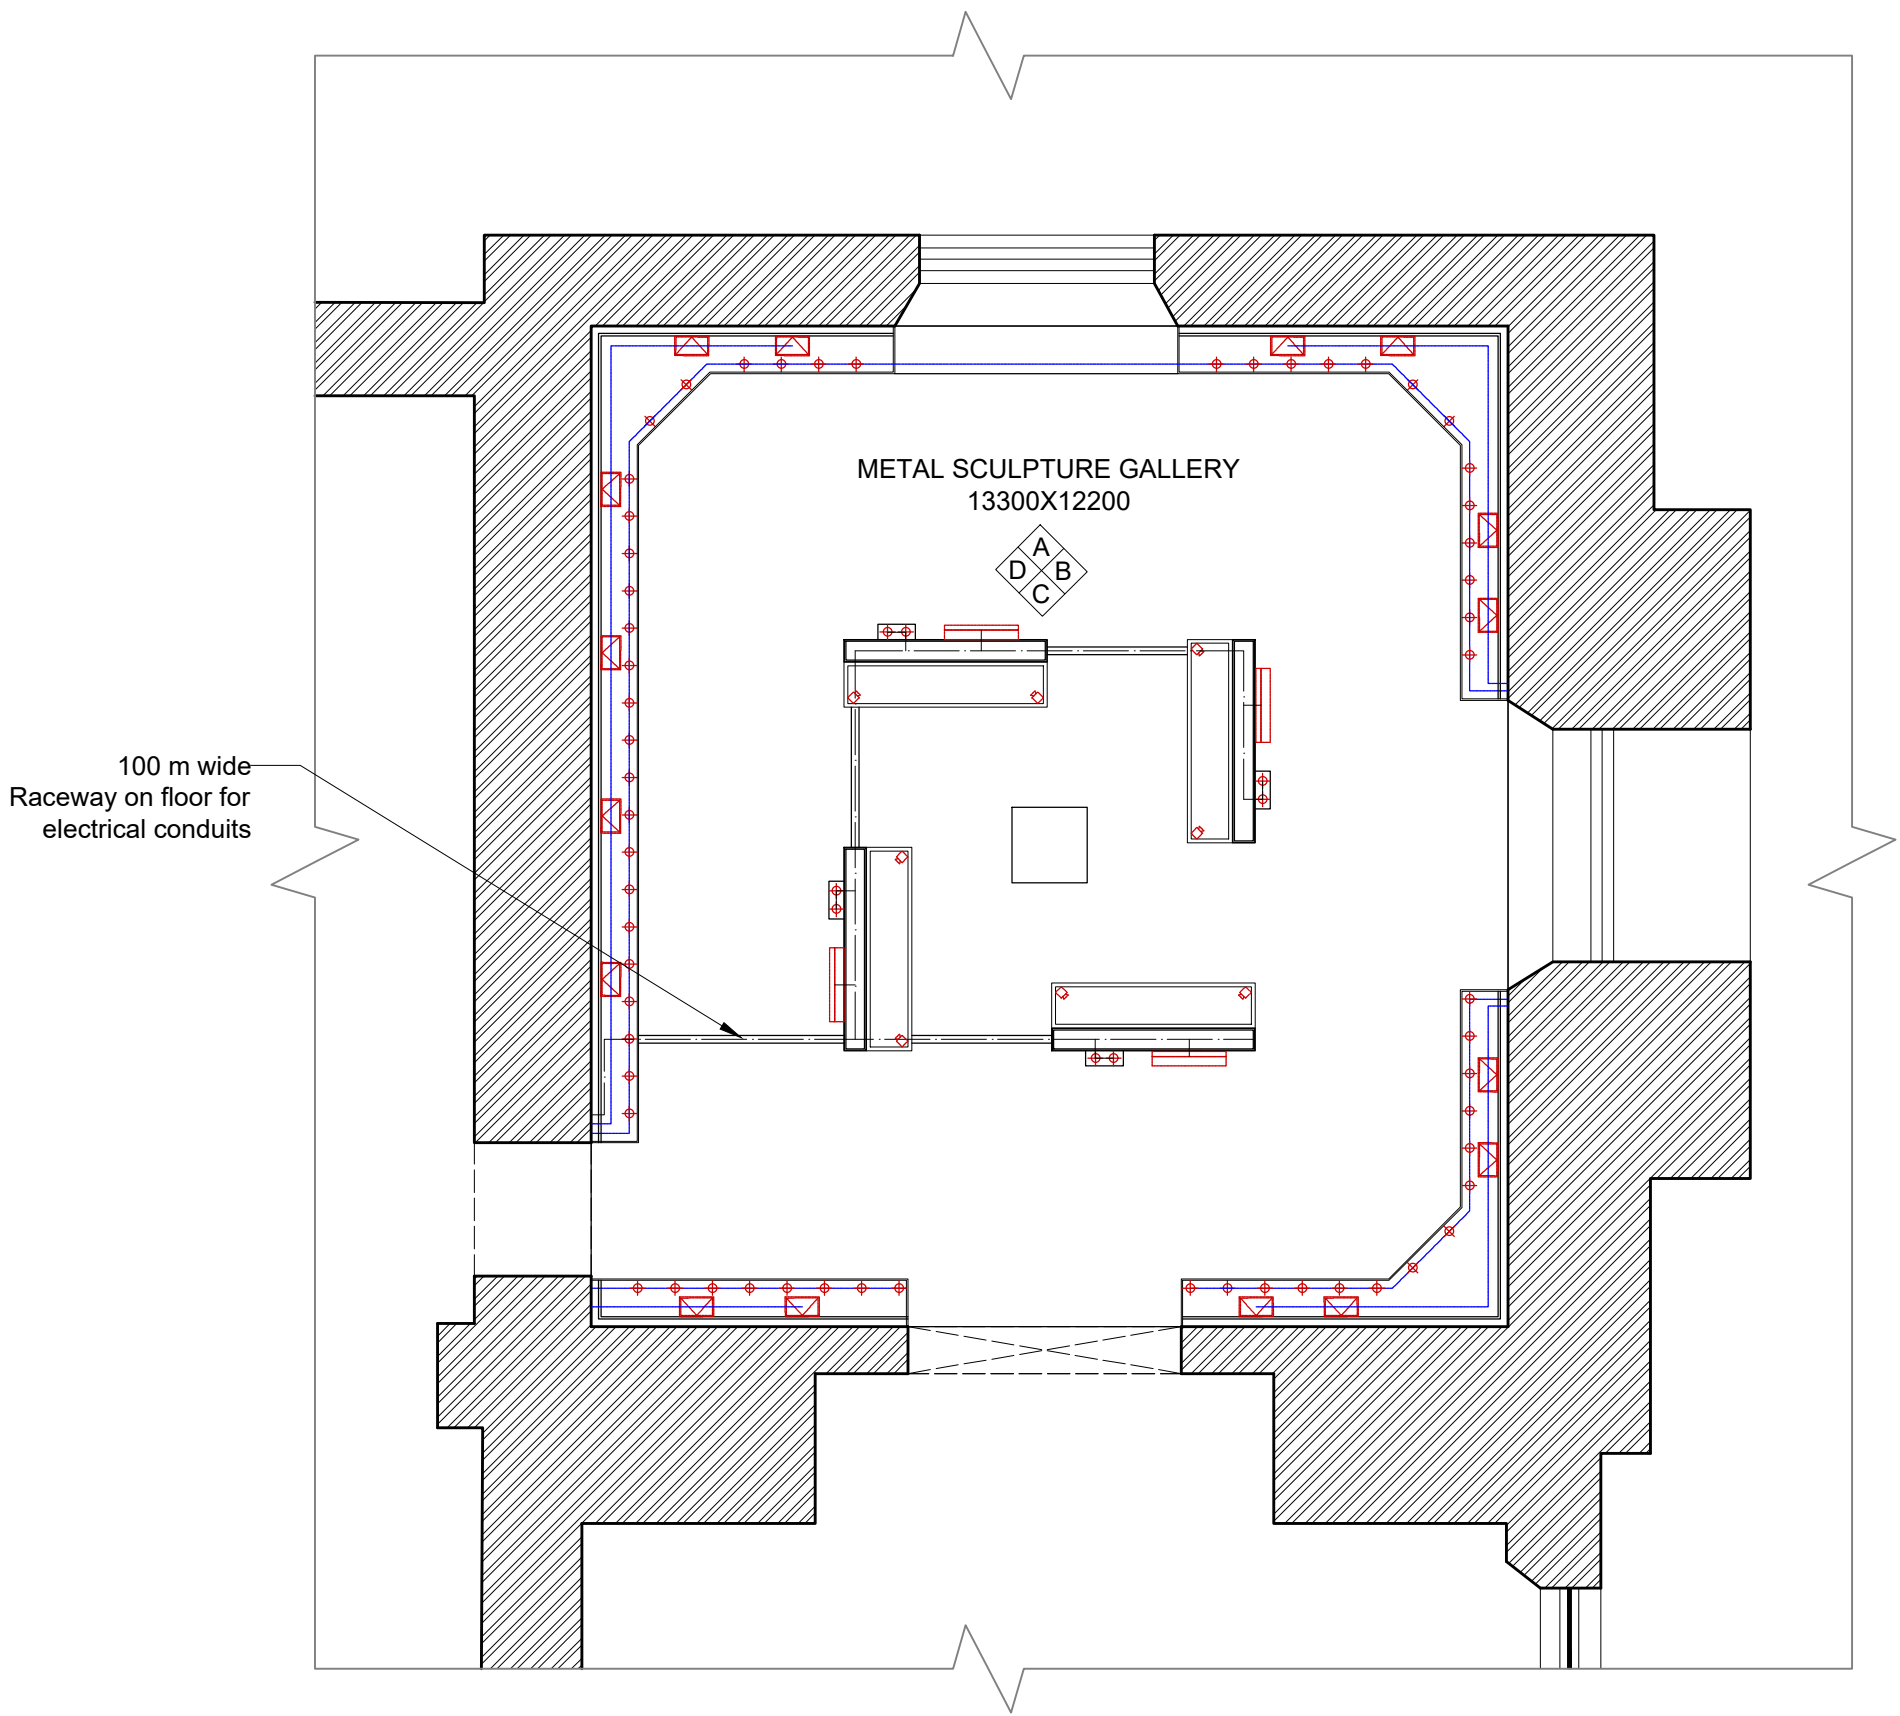 METAL SCULPTURE GALLERY
13300X12200
A
D B
C
100 m wide
Raceway on floor for
electrical conduits